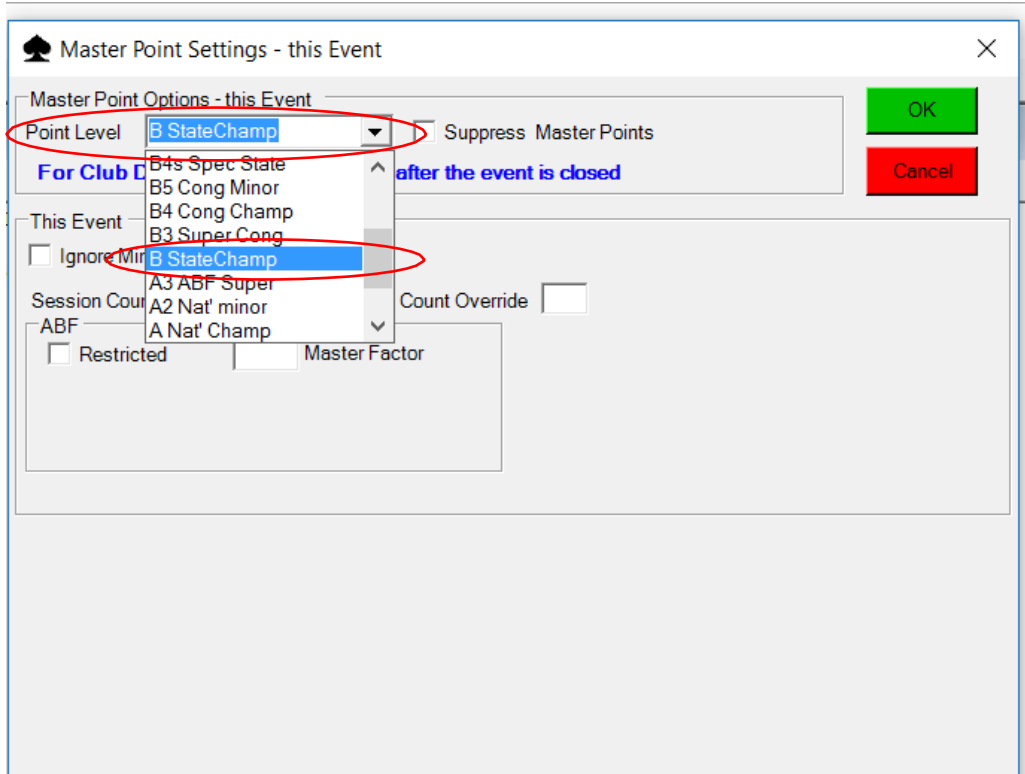 Master Point Settings - this Event
Master Point Options - this Event
OK
Point Level B StateChamp Suppress Master Points
B4s Spec State
For Club after the event is closed
Cancel
B5 Cong Minor
B4 Cong Champ
This Event
B3 Super Cong
Ignore
B StateChamp
A3 ABF Super
Session Count Override
A2 Nat' minor
ABF
A Nat' Champ
Restricted Master Factor